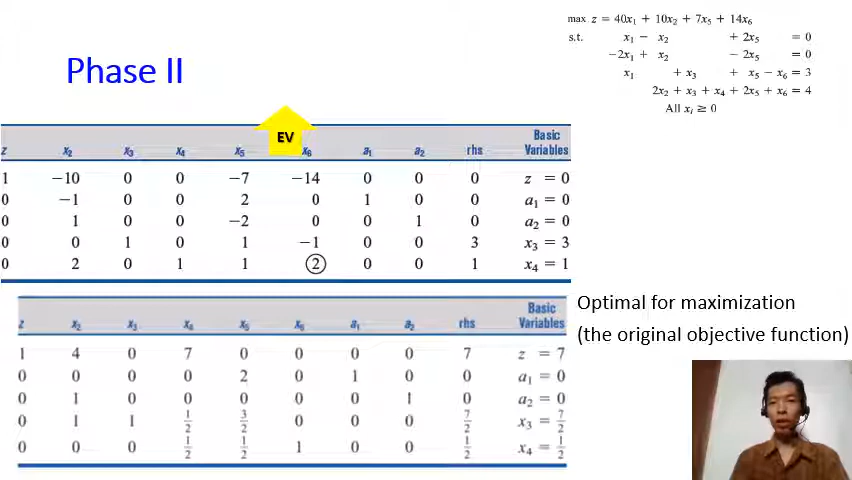 max z = 40x₁ + 10x₂ + 7x₅ + 14x₆
s.t. x₁ − x₂ + 2x₅ = 0
−2x₁ + x₂ − 2x₅ = 0
x₁ + x₃ + x₅ − x₆ = 3
2x₂ + x₃ + x₄ + 2x₅ + x₆ = 4
All xᵢ ≥ 0
Phase II
EV
z x₂ x₃ x₄ x₅ x₆ a₁ a₂ rhs Basic Variables
1 −10 0 0 −7 −14 0 0 0 z = 0
0 −1 0 0 2 0 1 0 0 a₁ = 0
0 1 0 0 −2 0 0 1 0 a₂ = 0
0 0 1 0 1 −1 0 0 3 x₃ = 3
0 2 0 1 1 2 0 0 1 x₄ = 1
z x₂ x₃ x₄ x₅ x₆ a₁ a₂ rhs Basic Variables
1 4 0 7 0 0 0 0 7 z = 7
0 0 0 0 2 0 1 0 0 a₁ = 0
0 1 0 0 0 0 0 1 0 a₂ = 0
0 1 1 1/2 3/2 0 0 0 7/2 x₃ = 7/2
0 0 0 1/2 1/2 1 0 0 1/2 x₄ = 1/2
Optimal for maximization
(the original objective function)